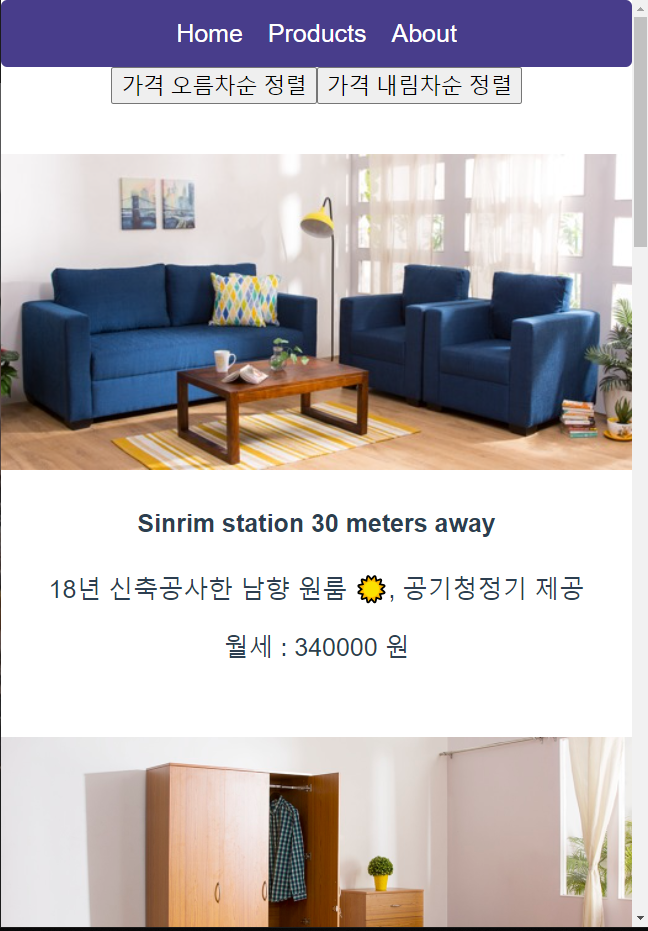 Home Products About
가격 오름차순 정렬 가격 내림차순 정렬
Sinrim station 30 meters away
18년 신축공사한 남향 원룸 🌞, 공기청정기 제공
월세 : 340000 원